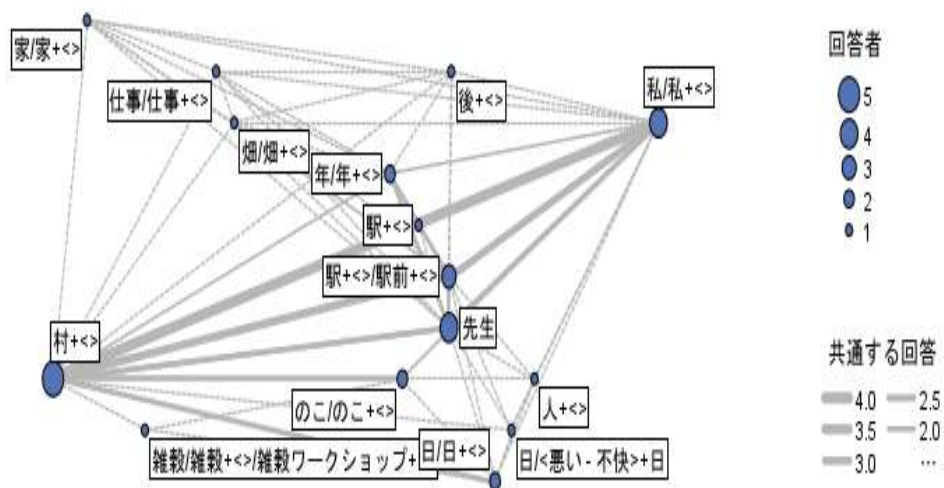 家/家+<>
仕事/仕事+<>
後+<>
私/私+<>
畑/畑+<>
年/年+<>
駅+<>
駅+<>/駅前+<>
先生
村+<>
のこ/のこ+<>
人+<>
雑穀/雑穀+<>/雑穀ワークショップ+
日/日+<>
日/<悪い - 不快>+日
回答者
5
4
3
2
1
共通する回答
4.0 2.5
3.5 2.0
3.0 ...